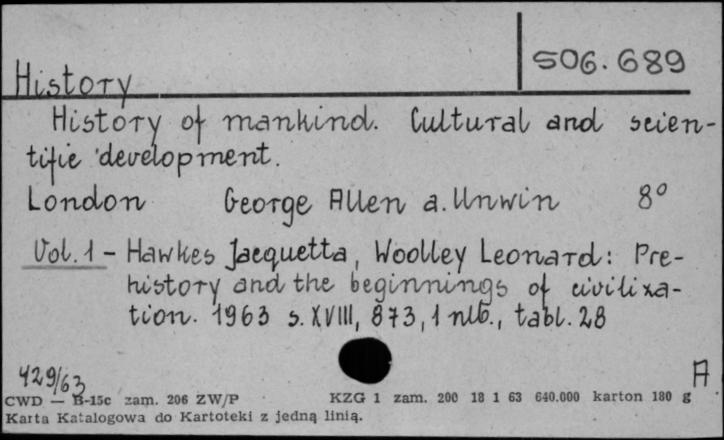 506.689
History
History of mankind. Cultural and scien-
tific development.
London George Allen a. Unwin 8°
Vol. 1 - Hawkes Jacquetta, Woolley Leonard: Pre-
history and the beginnings of civiliza-
tion. 1963 s. XVIII, 873, 1 nlb., tabl. 28
429/63
A
CWD — B-15c zam. 206 ZW/P KZG 1 zam. 200 18 1 63 640.000 karton 180 g
Karta Katalogowa do Kartoteki z jedną linią.